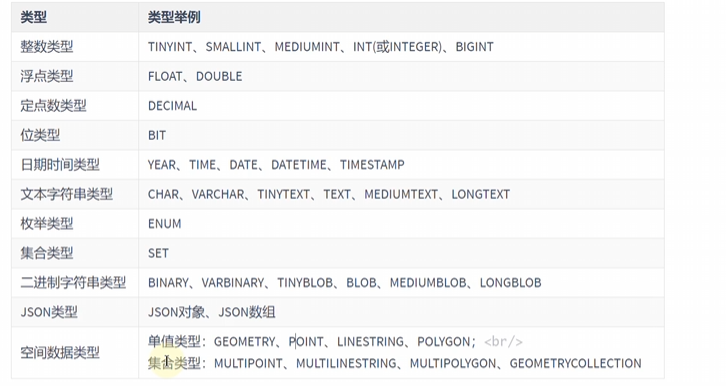 类型 类型举例
整数类型 TINYINT、SMALLINT、MEDIUMINT、INT(或INTEGER)、BIGINT
浮点类型 FLOAT、DOUBLE
定点数类型 DECIMAL
位类型 BIT
日期时间类型 YEAR、TIME、DATE、DATETIME、TIMESTAMP
文本字符串类型 CHAR、VARCHAR、TINYTEXT、TEXT、MEDIUMTEXT、LONGTEXT
枚举类型 ENUM
集合类型 SET
二进制字符串类型 BINARY、VARBINARY、TINYBLOB、BLOB、MEDIUMBLOB、LONGBLOB
JSON类型 JSON对象、JSON数组
空间数据类型 单值类型：GEOMETRY、POINT、LINESTRING、POLYGON；<br/>
集合类型：MULTIPOINT、MULTILINESTRING、MULTIPOLYGON、GEOMETRYCOLLECTION